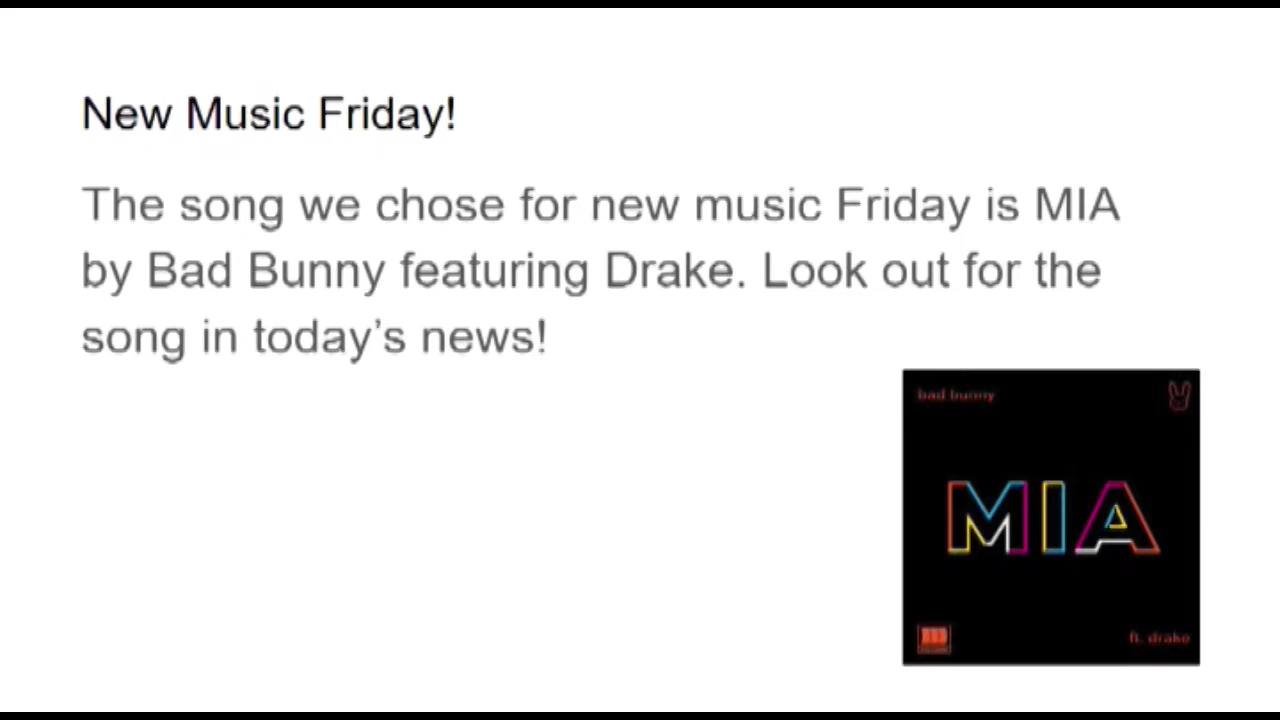 New Music Friday!
The song we chose for new music Friday is MIA
by Bad Bunny featuring Drake. Look out for the
song in today’s news!
bad bunny
MIA
ft. drake